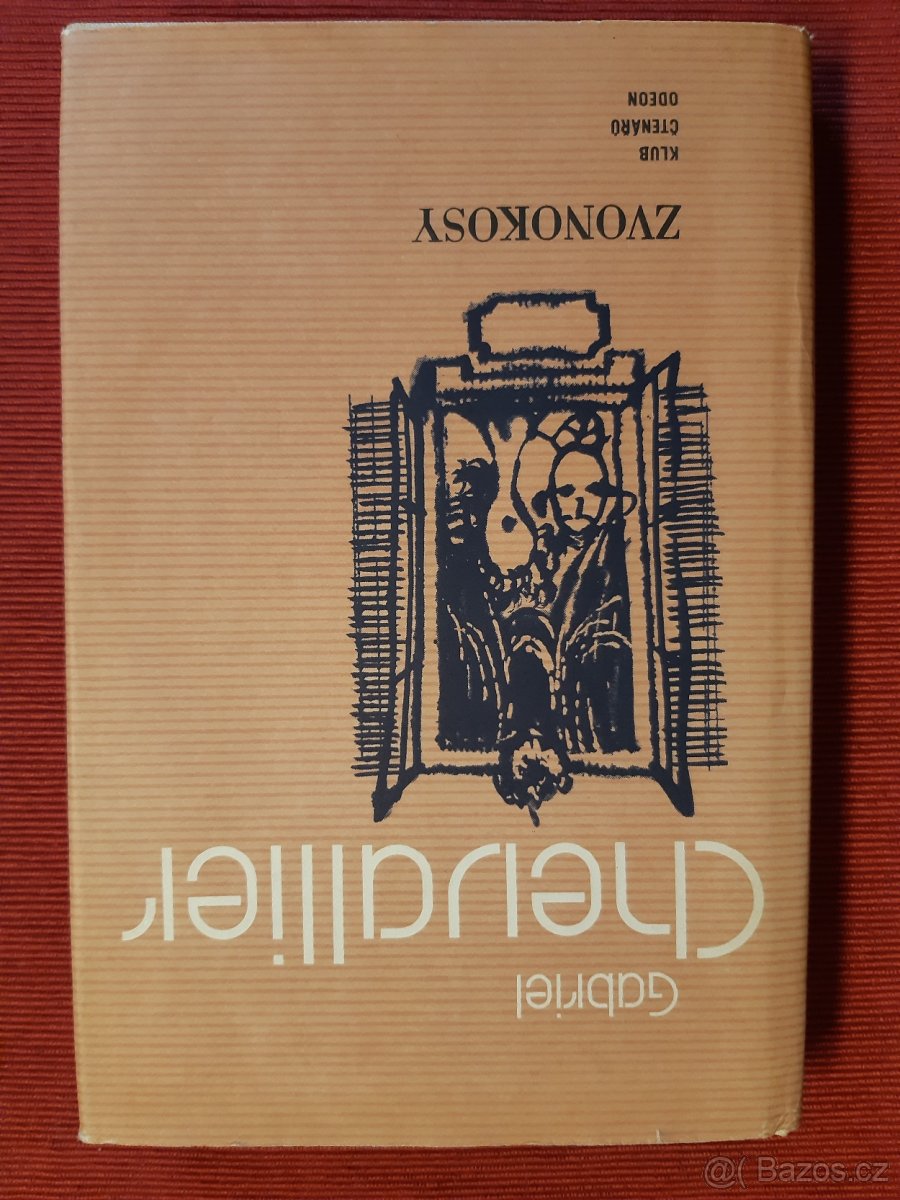 Gabriel
Chevallier
ZVONOKOSY
KLUB
ČTENÁŘŮ
ODEON
@( Bazos.cz